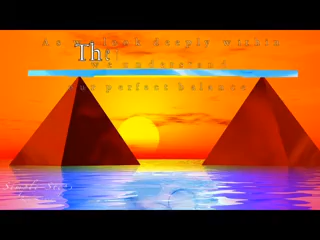 As we look deeply within
Th
we understand
our perfect balance.